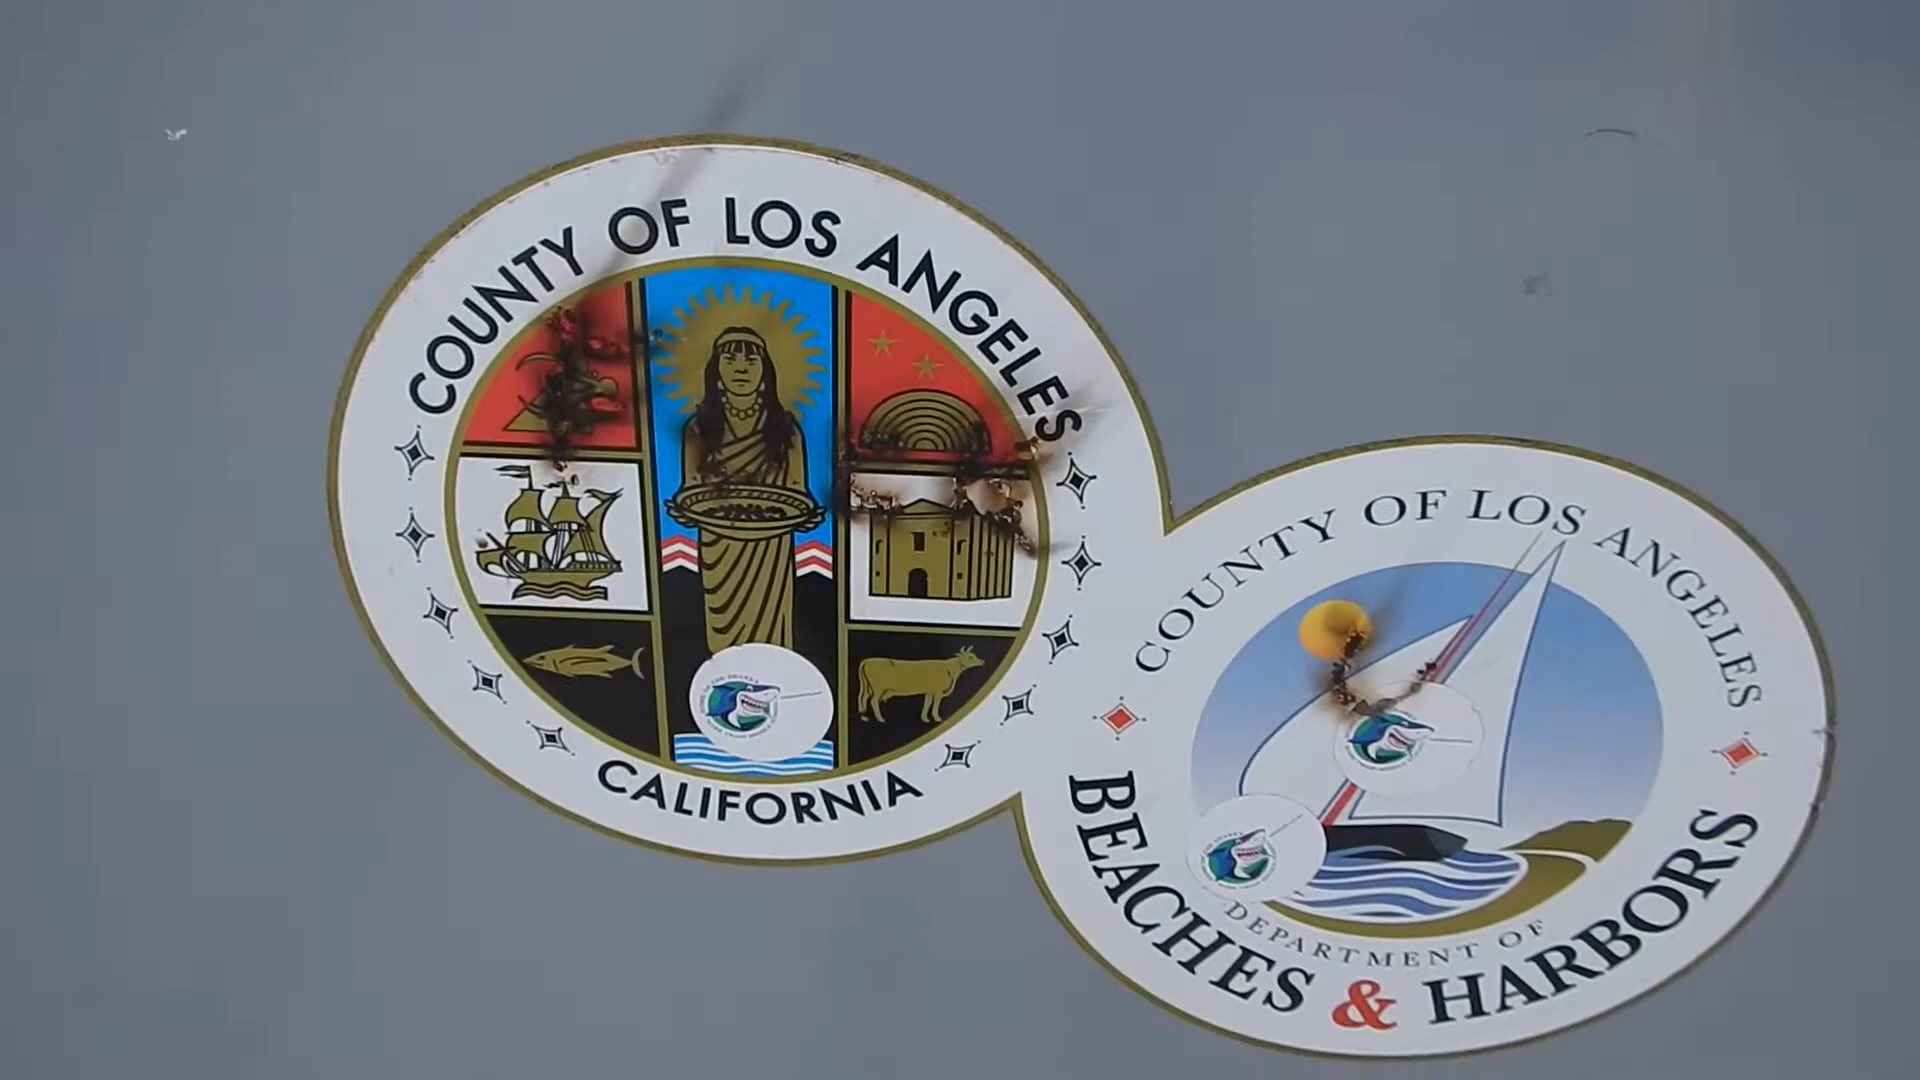 COUNTY OF LOS ANGELES
CALIFORNIA
COUNTY OF LOS ANGELES
DEPARTMENT OF
BEACHES & HARBORS